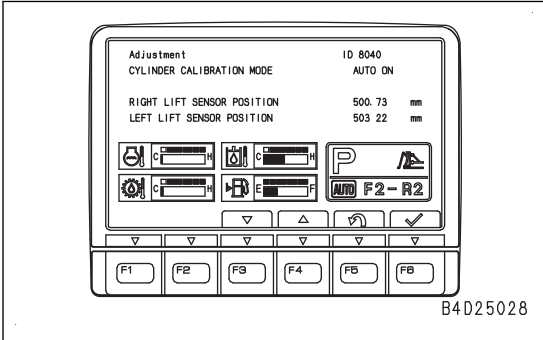 Adjustment ID 8040
CYLINDER CALIBRATION MODE AUTO ON
RIGHT LIFT SENSOR POSITION 500.73 mm
LEFT LIFT SENSOR POSITION 503 22 mm
C H C H P
C H E F AUTO F2-R2
F1 F2 F3 F4 F5 F6
B4D25028